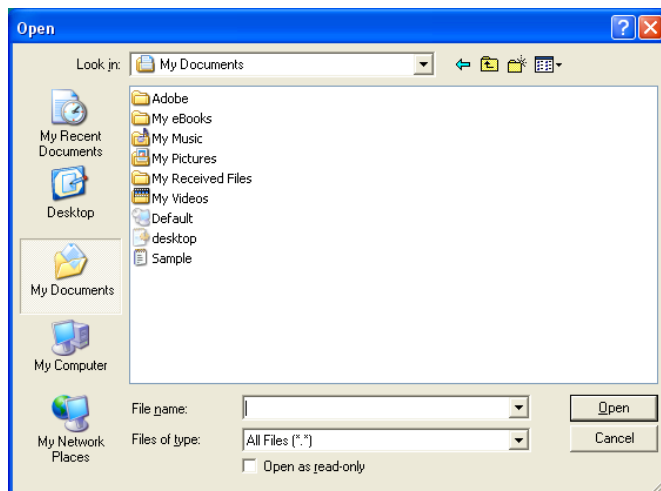 Open
Look in:
My Documents
My Recent
Documents
Desktop
My Documents
My Computer
My Network
Places
Adobe
My eBooks
My Music
My Pictures
My Received Files
My Videos
Default
desktop
Sample
File name:
Open
Files of type:
All Files (*.*)
Cancel
Open as read-only